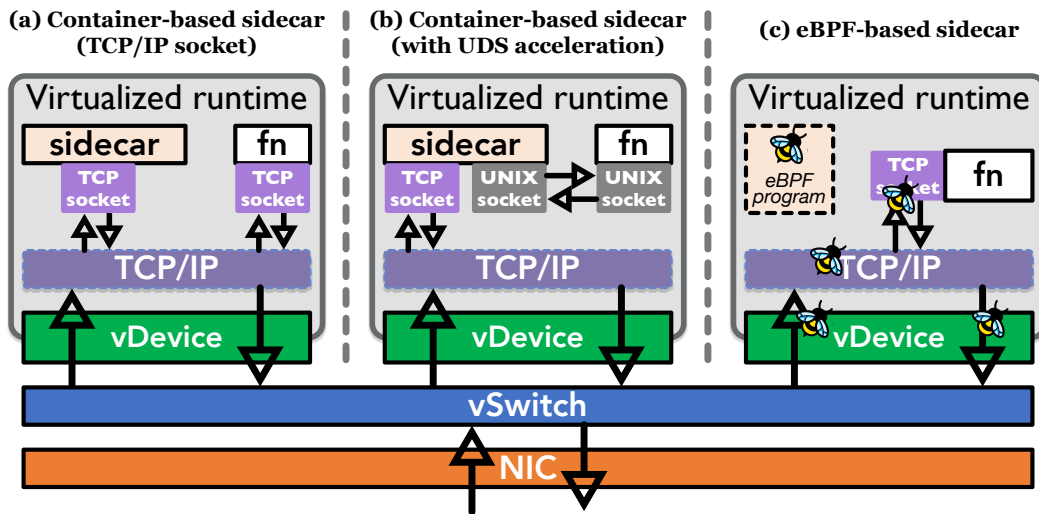 (a) Container-based sidecar
(TCP/IP socket)
Virtualized runtime
sidecar
fn
TCP
socket
TCP
socket
TCP/IP
vDevice
(b) Container-based sidecar
(with UDS acceleration)
Virtualized runtime
sidecar
fn
TCP
socket
UNIX
socket
UNIX
socket
TCP/IP
vDevice
(c) eBPF-based sidecar
Virtualized runtime
eBPF
program
TCP
socket
fn
TCP/IP
vDevice
vSwitch
NIC